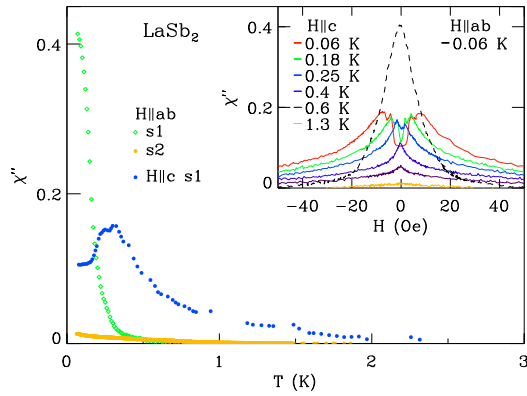 LaSb₂
H||ab
s1
s2
H||c s1
χ''
0.4
0.2
0
0
1
2
3
T (K)
H||c
0.06 K
0.18 K
0.25 K
0.4 K
0.6 K
1.3 K
H||ab
0.06 K
χ''
0.4
0.2
0
−40
−20
0
20
40
H (Oe)